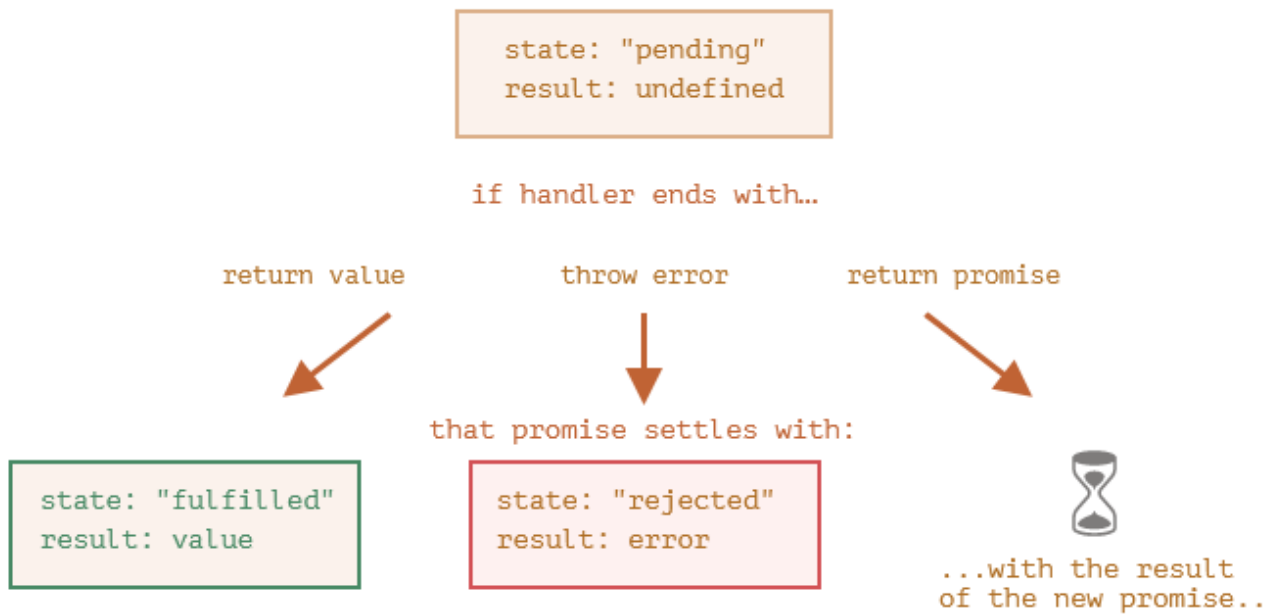 state: "pending"
result: undefined
if handler ends with…
return value
throw error
return promise
that promise settles with:
state: "fulfilled"
result: value
state: "rejected"
result: error
...with the result
of the new promise..